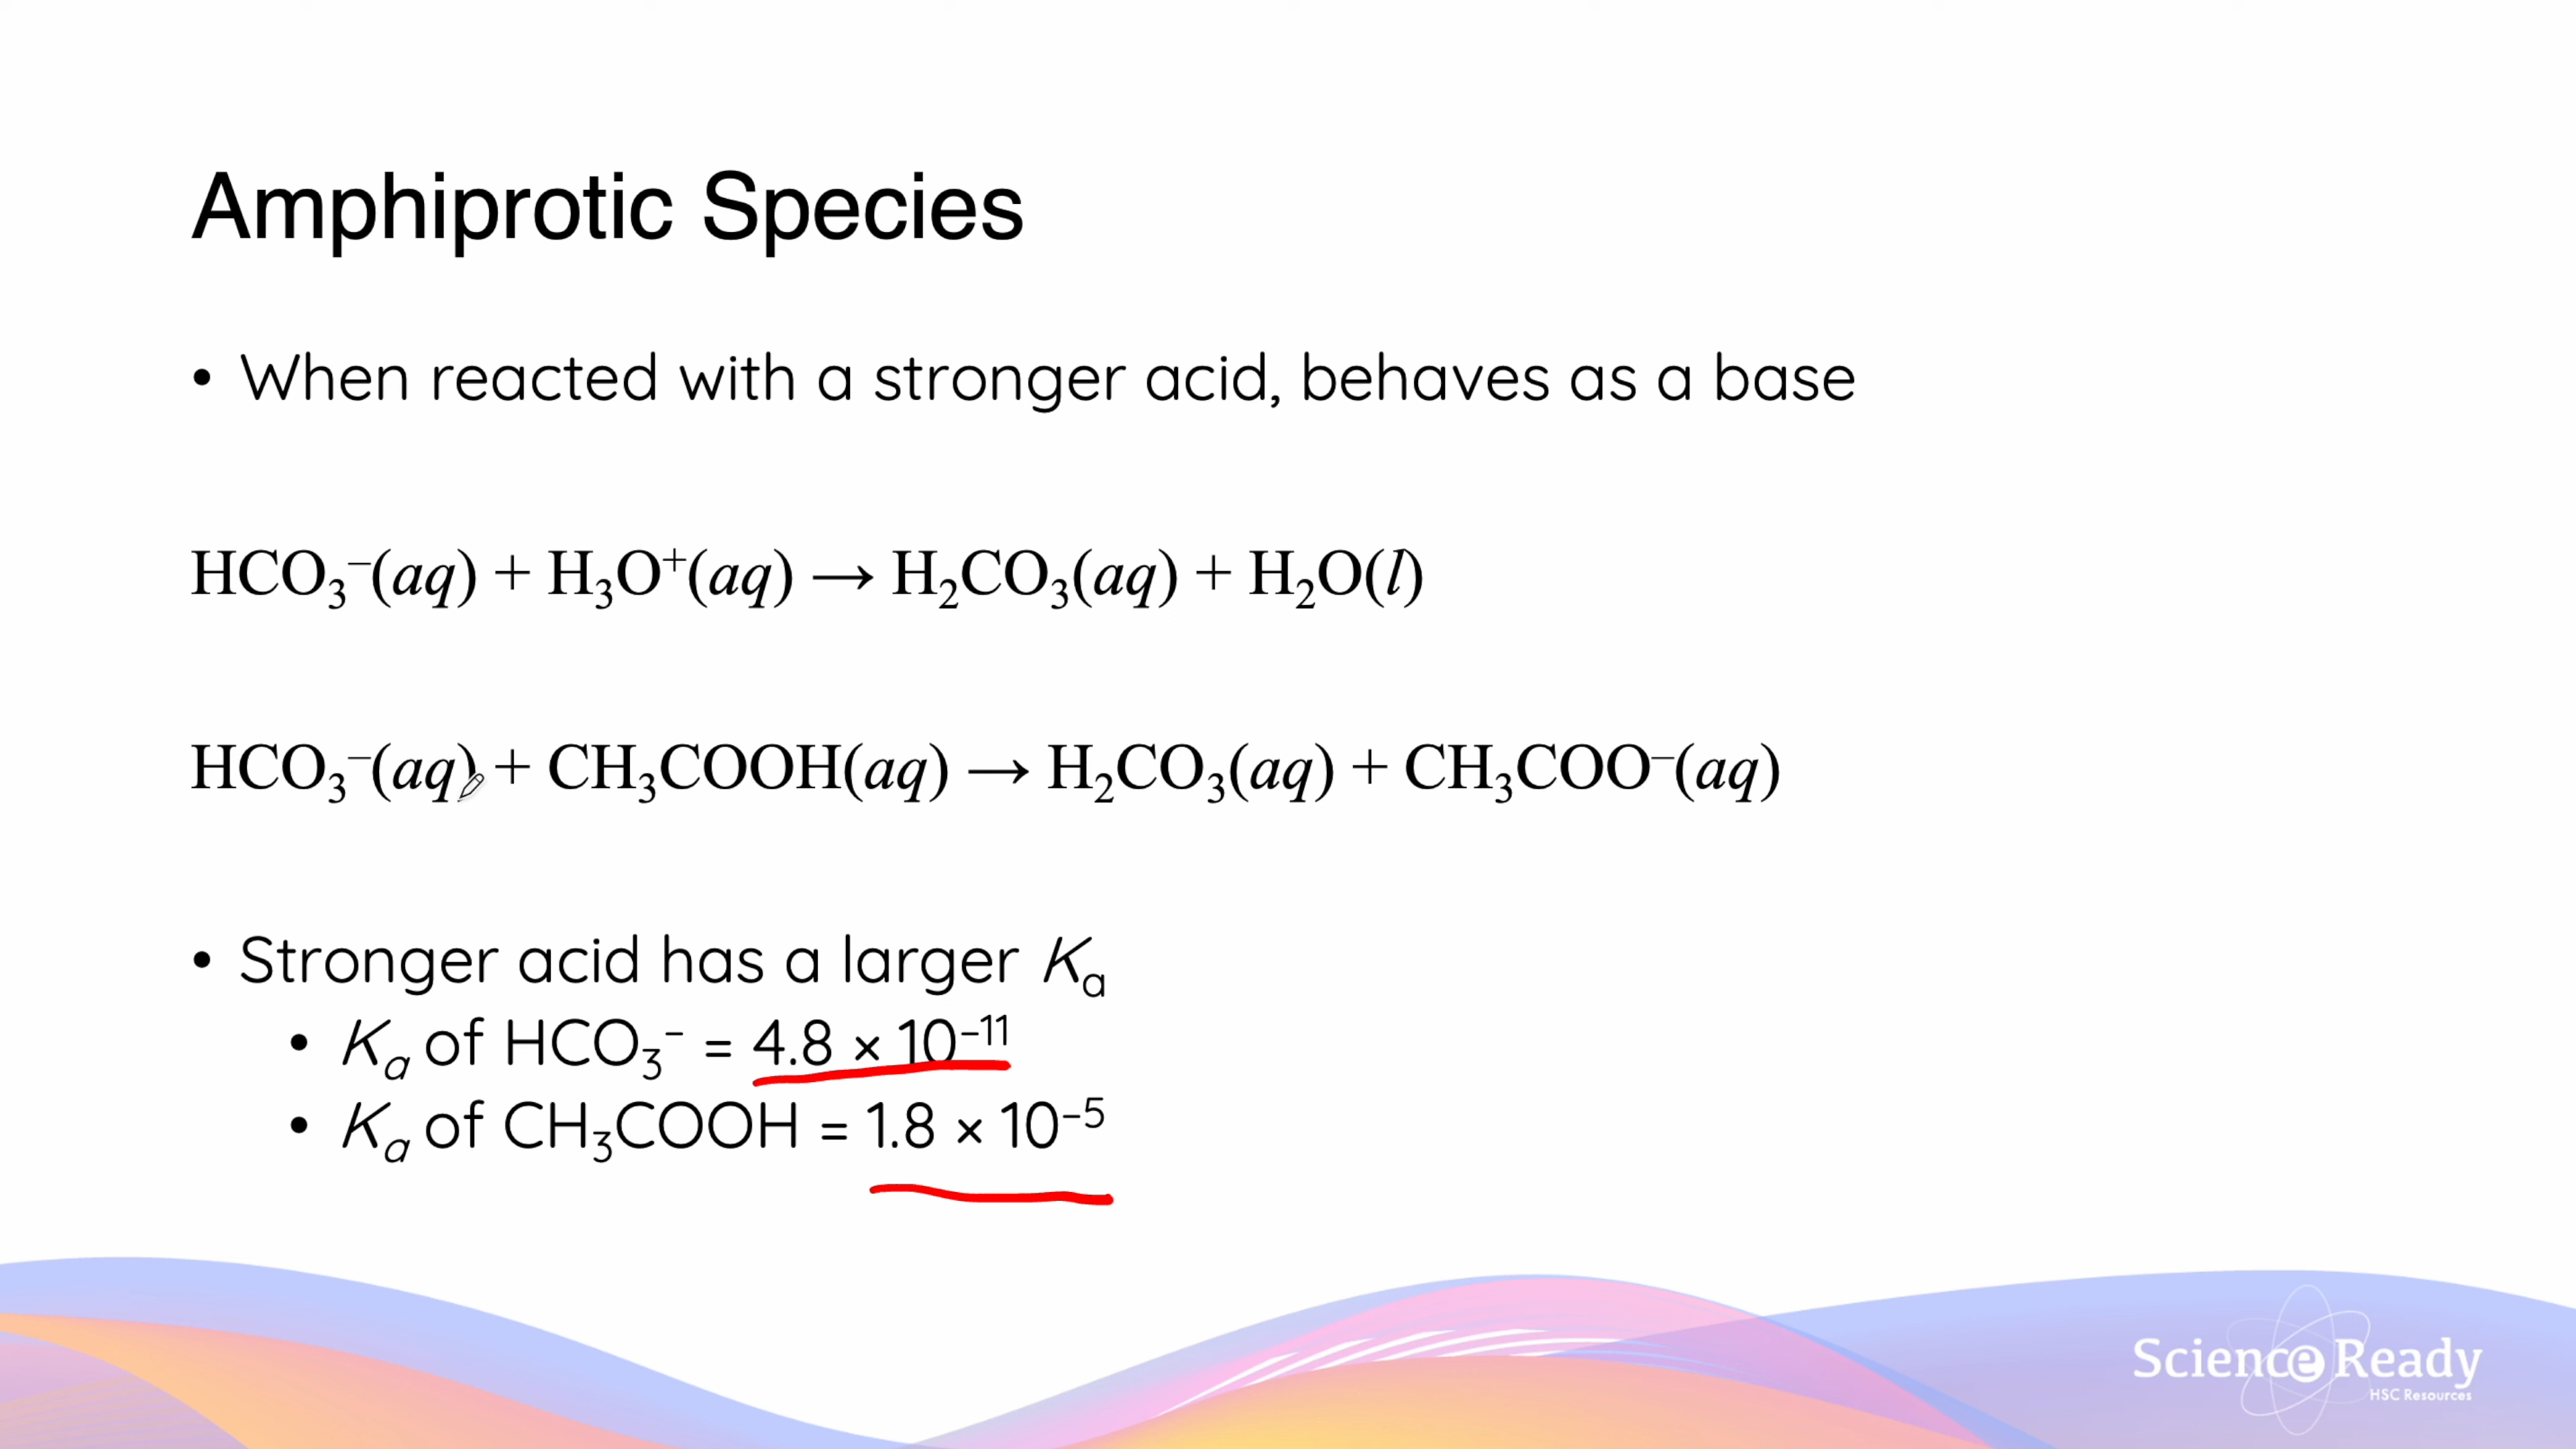 Amphiprotic Species
• When reacted with a stronger acid, behaves as a base
HCO₃⁻(aq) + H₃O⁺(aq) → H₂CO₃(aq) + H₂O(l)
HCO₃⁻(aq) + CH₃COOH(aq) → H₂CO₃(aq) + CH₃COO⁻(aq)
• Stronger acid has a larger Kₐ
• Kₐ of HCO₃⁻ = 4.8 × 10⁻¹¹
• Kₐ of CH₃COOH = 1.8 × 10⁻⁵
Science Ready
HSC Resources